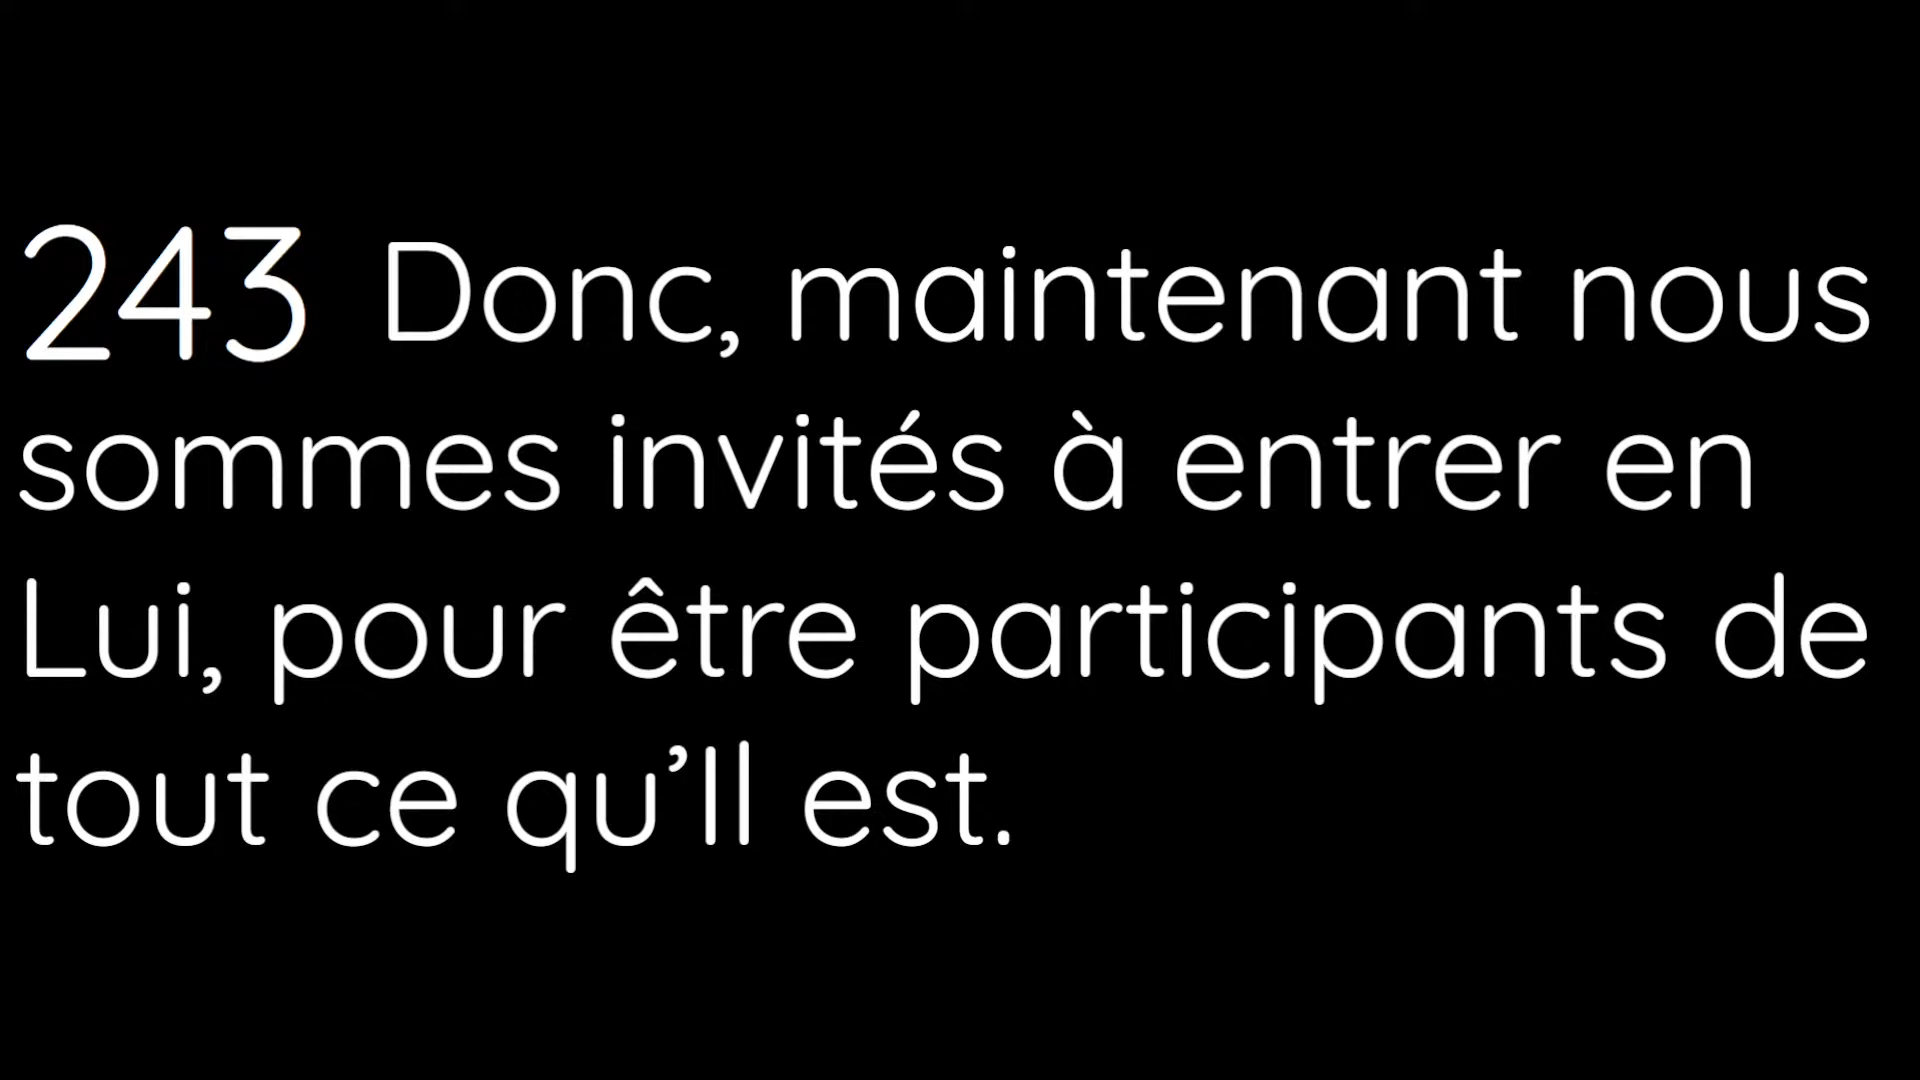 243 Donc, maintenant nous
sommes invités à entrer en
Lui, pour être participants de
tout ce qu’Il est.